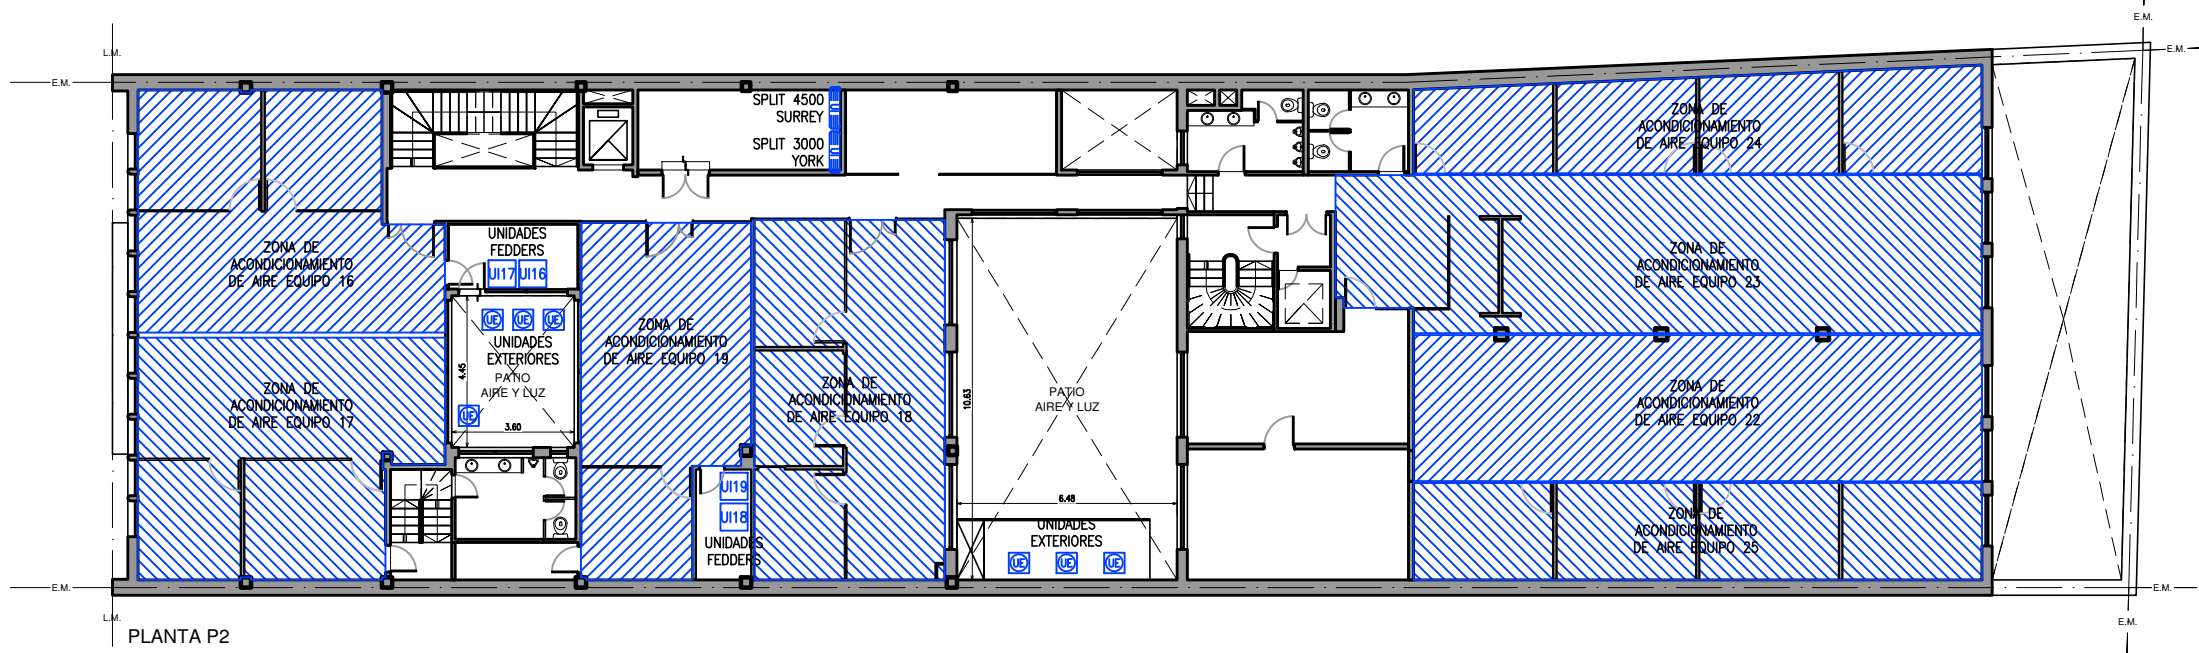 E.M.
L.M.
E.M.
E.M.
SPLIT 4500
SURREY
SPLIT 3000
YORK
ZONA DE
ACONDICIONAMIENTO
DE AIRE EQUIPO 24
UNIDADES
FEDDERS
UI17
UI16
ZONA DE
ACONDICIONAMIENTO
DE AIRE EQUIPO 16
ZONA DE
ACONDICIONAMIENTO
DE AIRE EQUIPO 23
UE
UE
UE
UNIDADES
EXTERIORES
PATIO
AIRE Y LUZ
4.45
UE
3.60
ZONA DE
ACONDICIONAMIENTO
DE AIRE EQUIPO 19
ZONA DE
ACONDICIONAMIENTO
DE AIRE EQUIPO 17
ZONA DE
ACONDICIONAMIENTO
DE AIRE EQUIPO 18
10.63
PATIO
AIRE Y LUZ
ZONA DE
ACONDICIONAMIENTO
DE AIRE EQUIPO 22
UI19
UI18
UNIDADES
FEDDERS
6.48
UNIDADES
EXTERIORES
UE
UE
UE
ZONA DE
ACONDICIONAMIENTO
DE AIRE EQUIPO 25
E.M.
E.M.
L.M.
E.M.
PLANTA P2